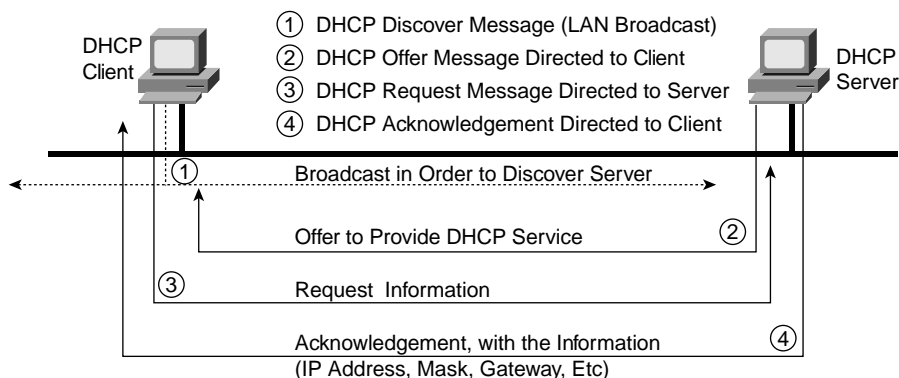 DHCP
Client
① DHCP Discover Message (LAN Broadcast)
② DHCP Offer Message Directed to Client
③ DHCP Request Message Directed to Server
④ DHCP Acknowledgement Directed to Client
DHCP
Server
① Broadcast in Order to Discover Server
Offer to Provide DHCP Service ②
③ Request Information
Acknowledgement, with the Information ④
(IP Address, Mask, Gateway, Etc)